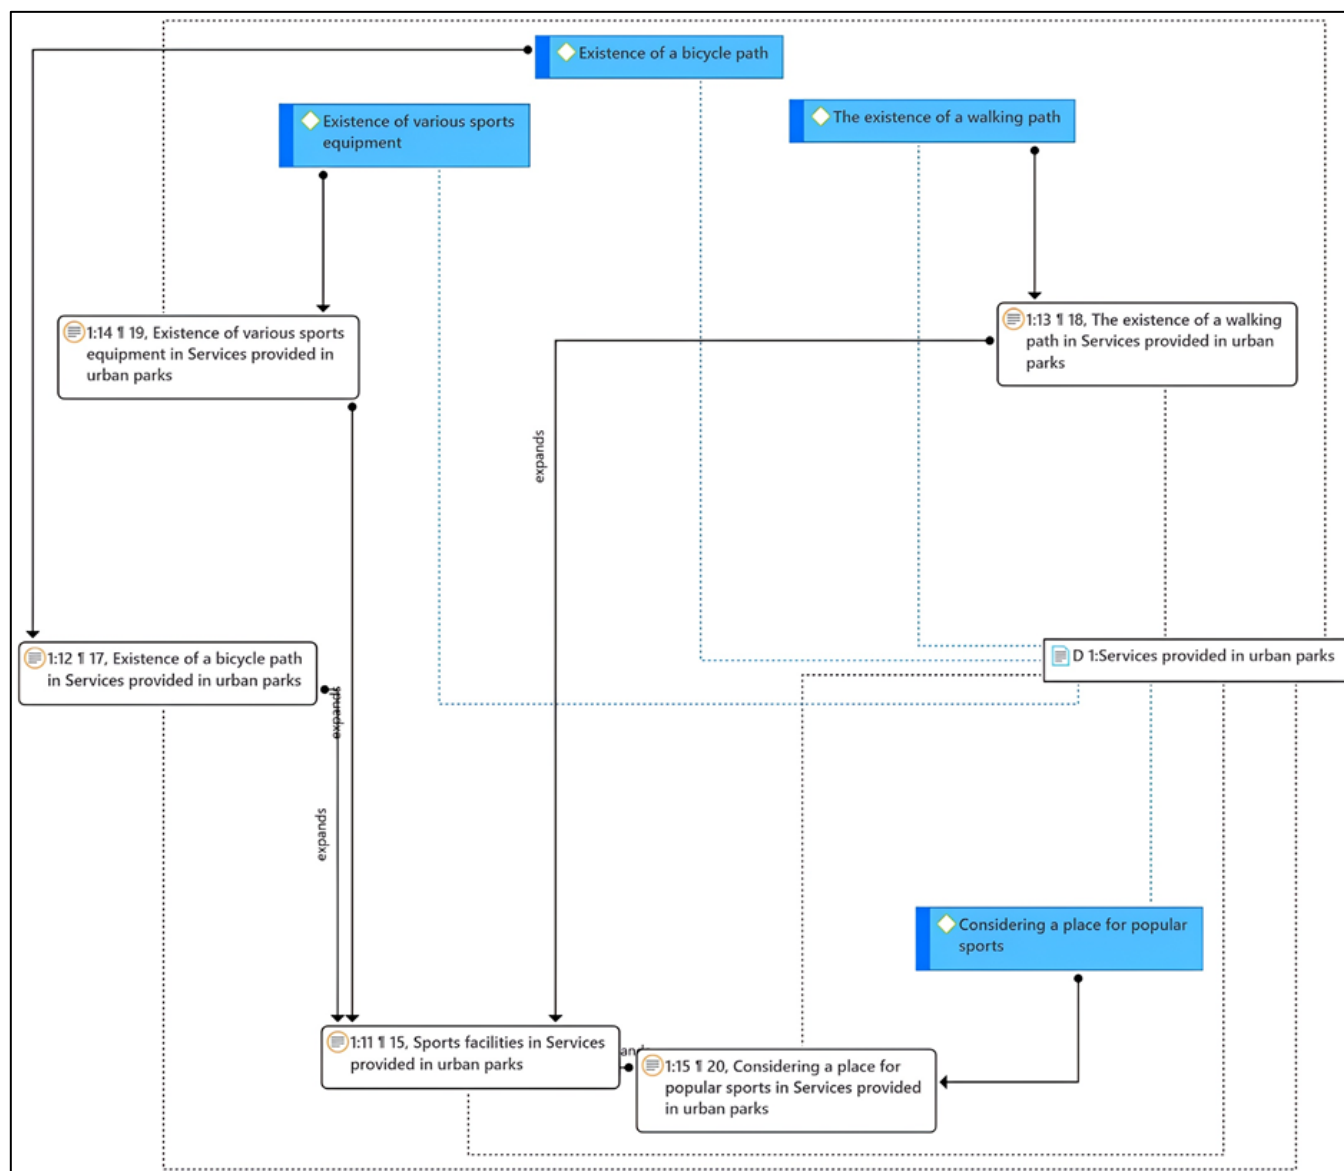 Existence of a bicycle path
Existence of various sports
equipment
The existence of a walking path
1:14 ¶ 19, Existence of various sports
equipment in Services provided in
urban parks
1:13 ¶ 18, The existence of a walking
path in Services provided in urban
parks
expands
1:12 ¶ 17, Existence of a bicycle path
in Services provided in urban parks
D 1:Services provided in urban parks
expands
expands
Considering a place for popular
sports
1:11 ¶ 15, Sports facilities in Services
provided in urban parks
1:15 ¶ 20, Considering a place for
popular sports in Services provided
in urban parks